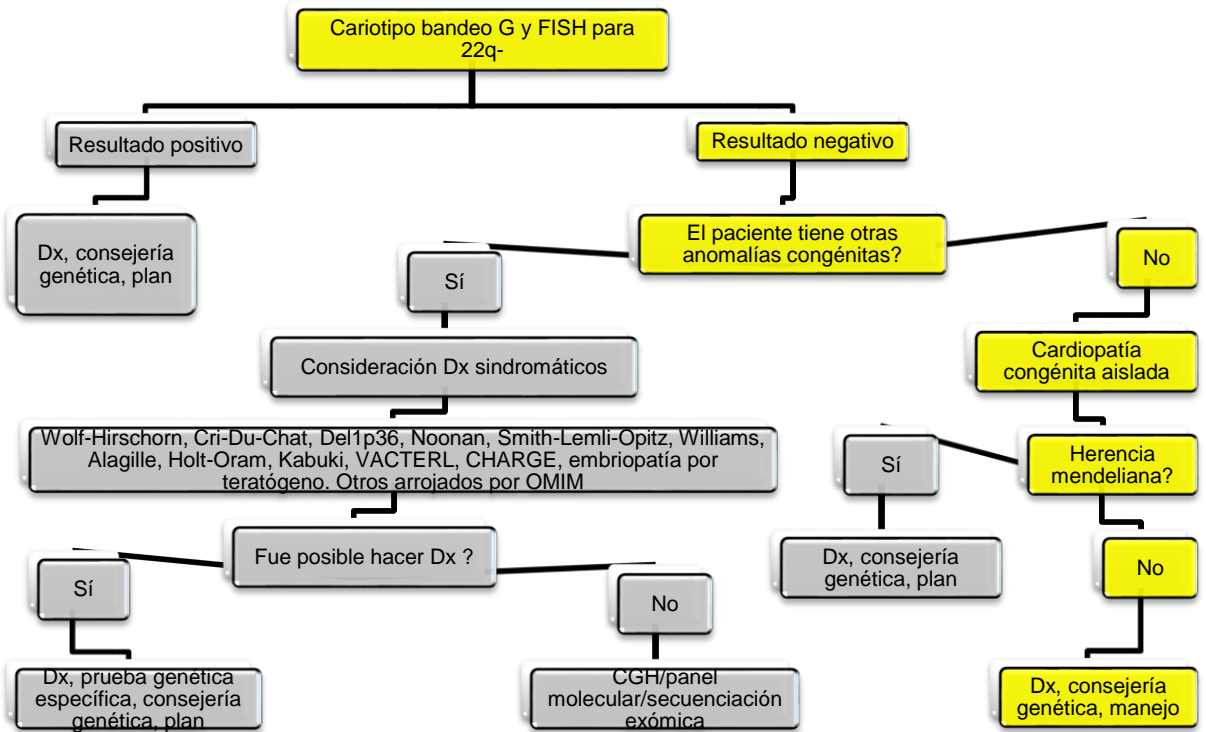 Cariotipo bandeo G y FISH para
22q-
Resultado positivo
Resultado negativo
Dx, consejería
genética, plan
El paciente tiene otras
anomalías congénitas?
Sí
No
Consideración Dx sindromáticos
Cardiopatía
congénita aislada
Wolf-Hirschorn, Cri-Du-Chat, Del1p36, Noonan, Smith-Lemli-Opitz, Williams,
Alagille, Holt-Oram, Kabuki, VACTERL, CHARGE, embriopatía por
teratógeno. Otros arrojados por OMIM
Sí
Herencia
mendeliana?
Fue posible hacer Dx ?
Dx, consejería
genética, plan
No
Sí
No
Dx, prueba genética
específica, consejería
genética, plan
CGH/panel
molecular/secuenciación
exómica
Dx, consejería
genética, manejo